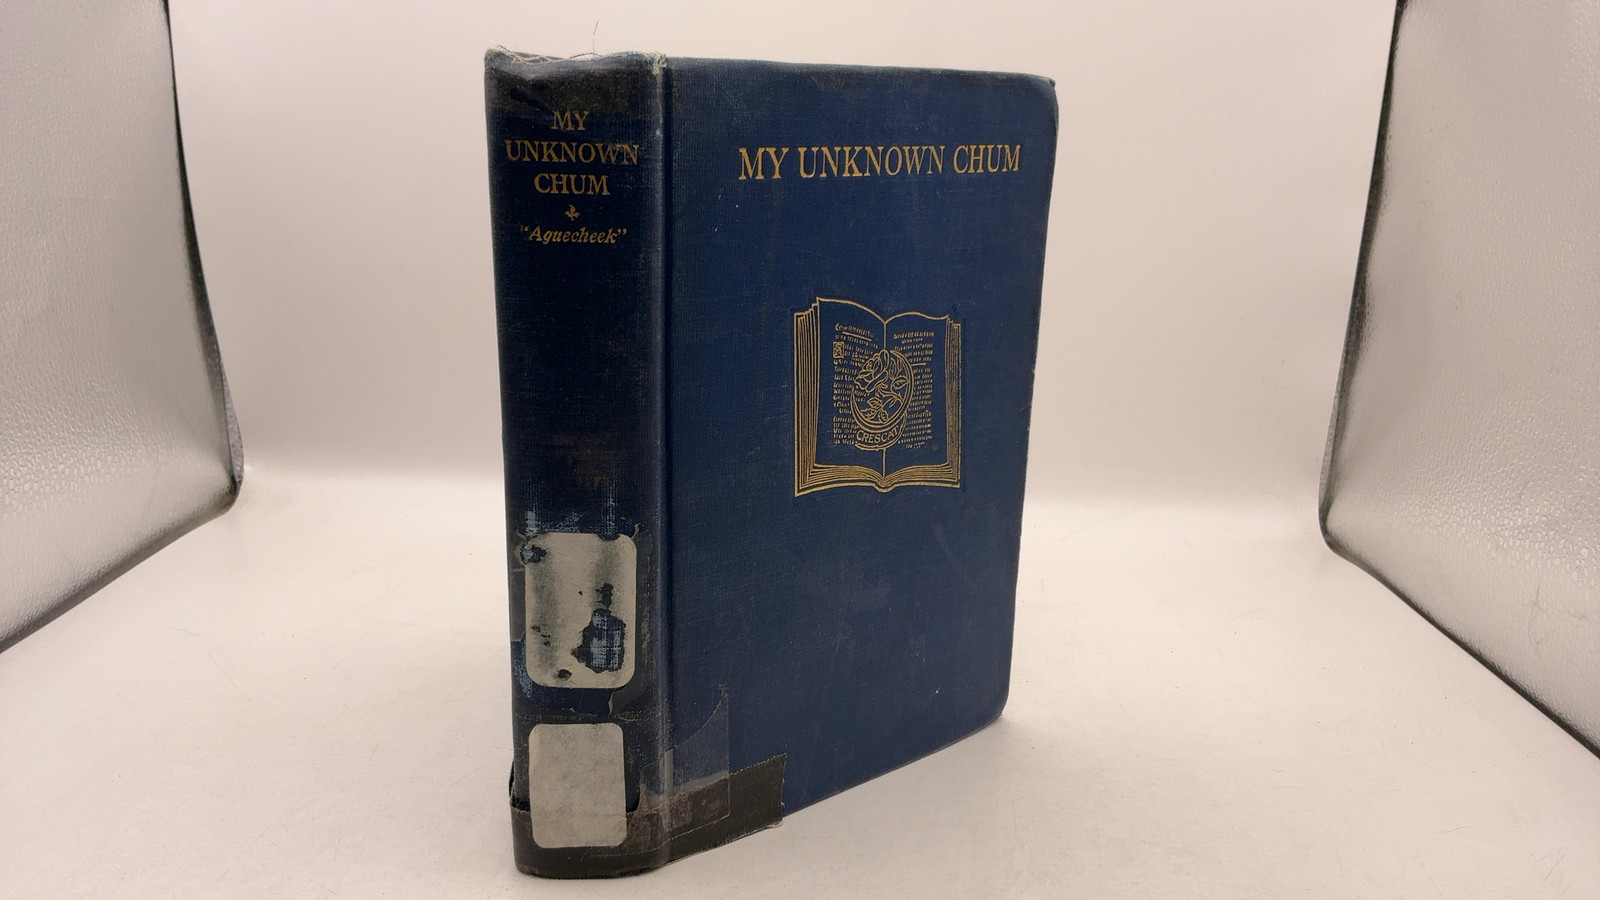 MY
UNKNOWN
CHUM
"Aguecheek"
MY UNKNOWN CHUM
CRESCAT